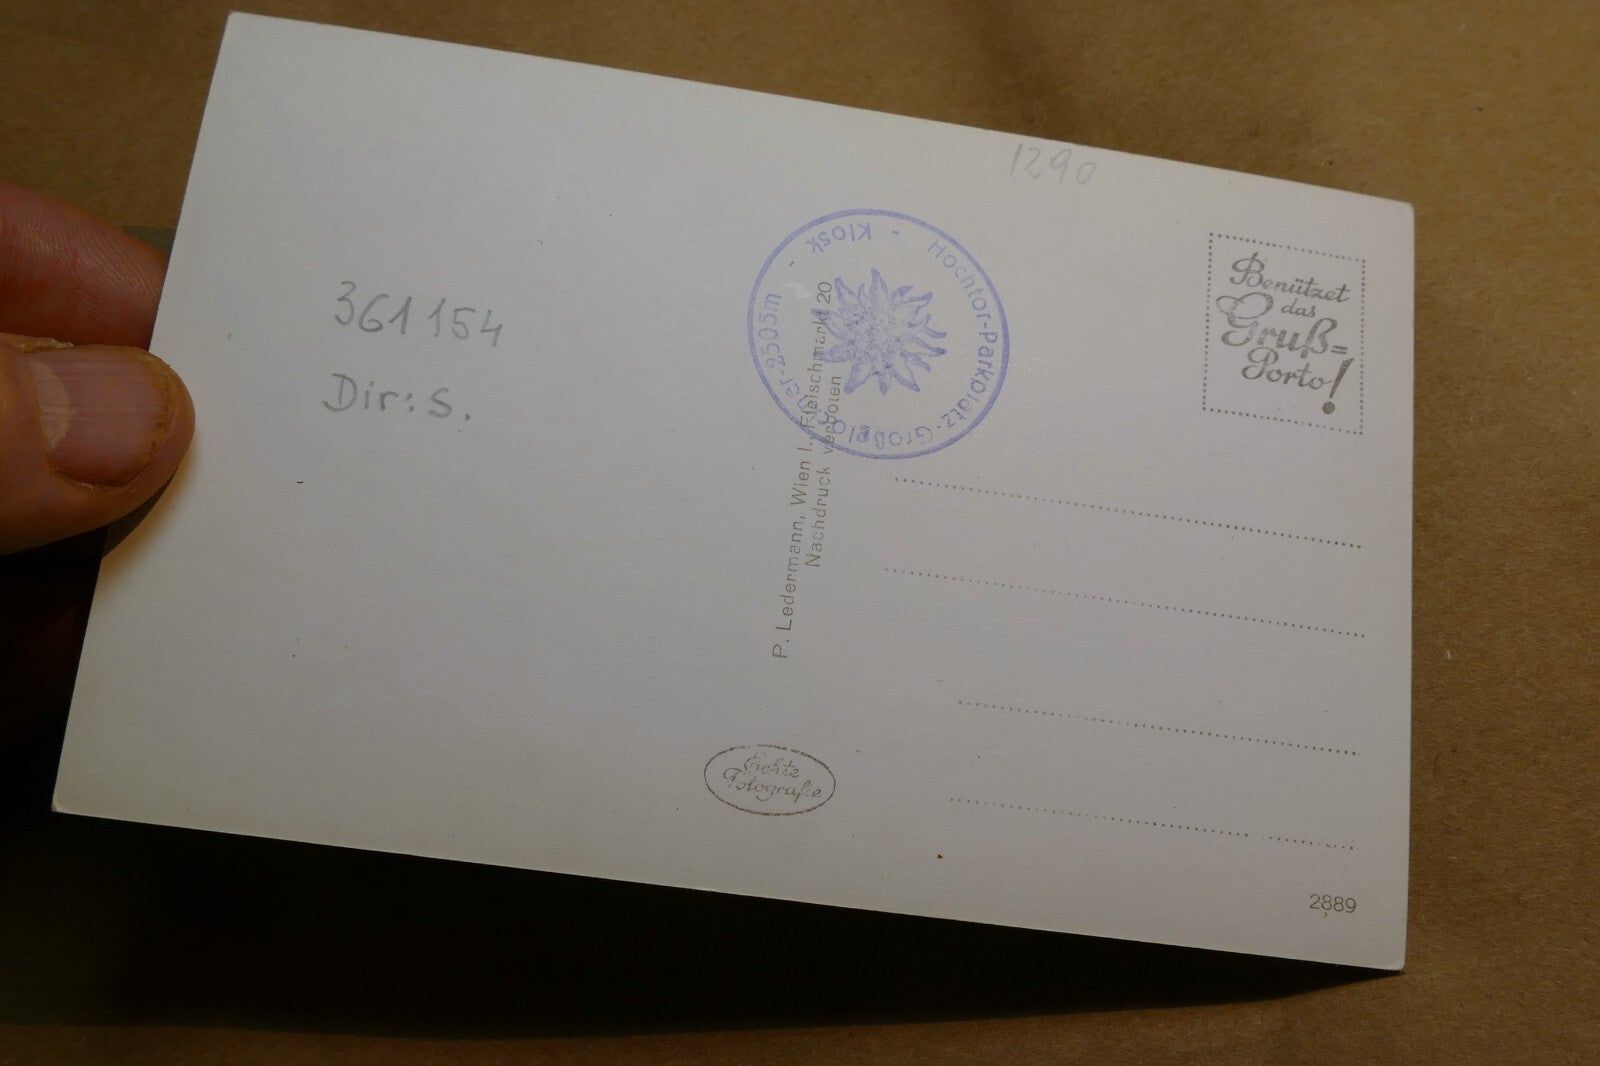 1290
Kiosk - Hochtor-Parkplatz-Großglockner-2505m -
Benützet
das
Gruß=
Porto!
361154
Dir: S.
P. Ledermann, Wien I., Fleischmarkt 20
Nachdruck verboten
Echte
Fotografie
2889